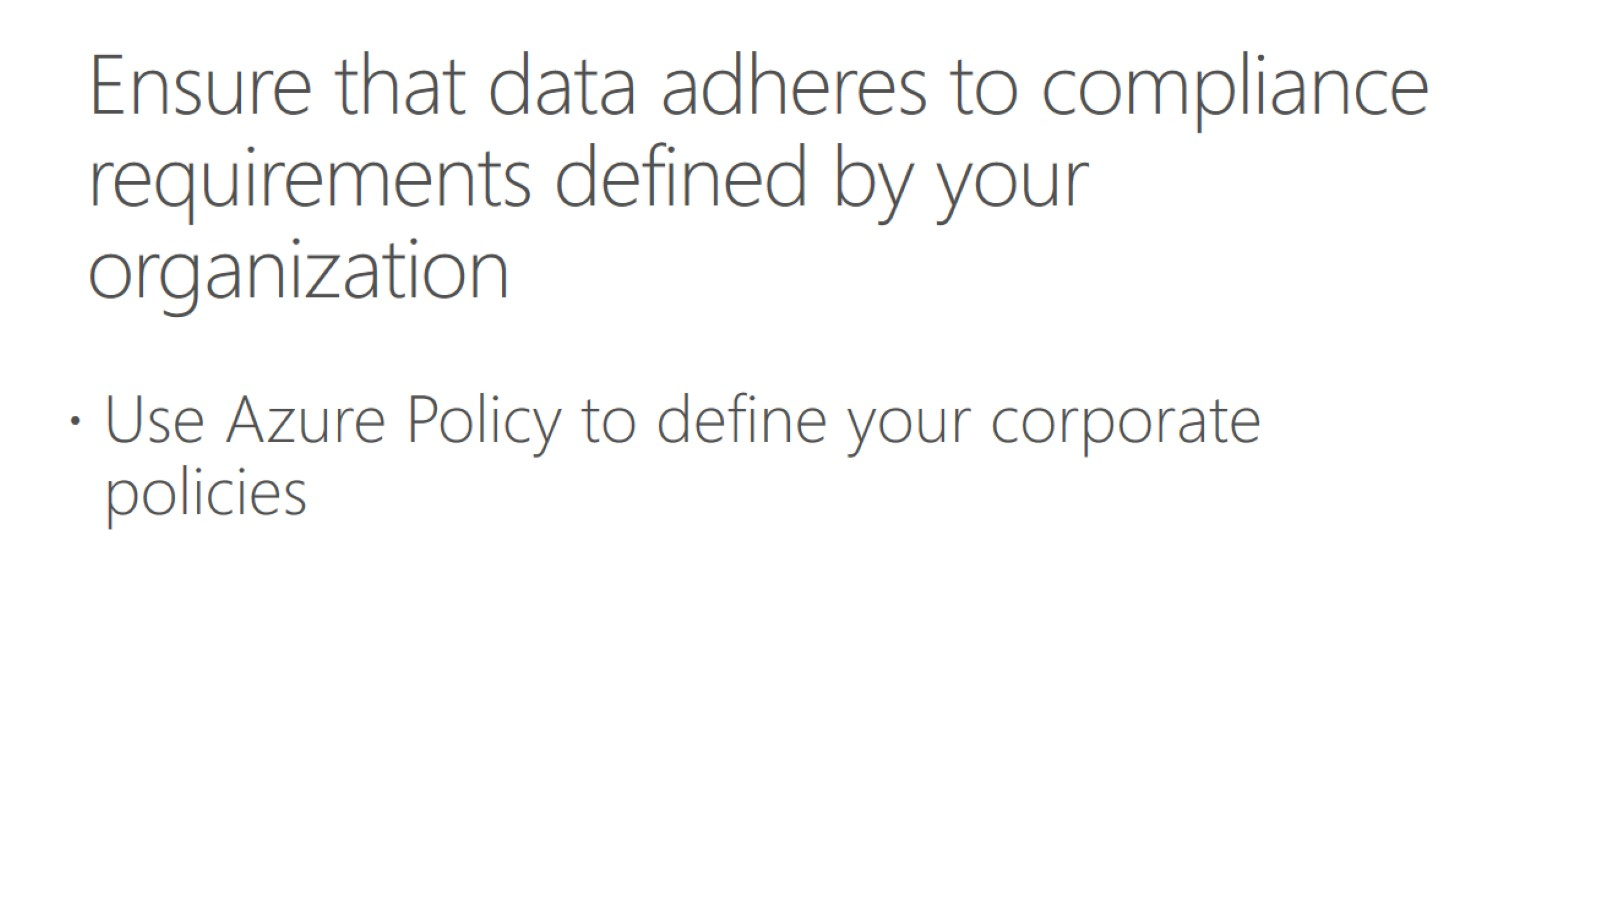 Ensure that data adheres to compliance
requirements defined by your
organization
· Use Azure Policy to define your corporate
policies